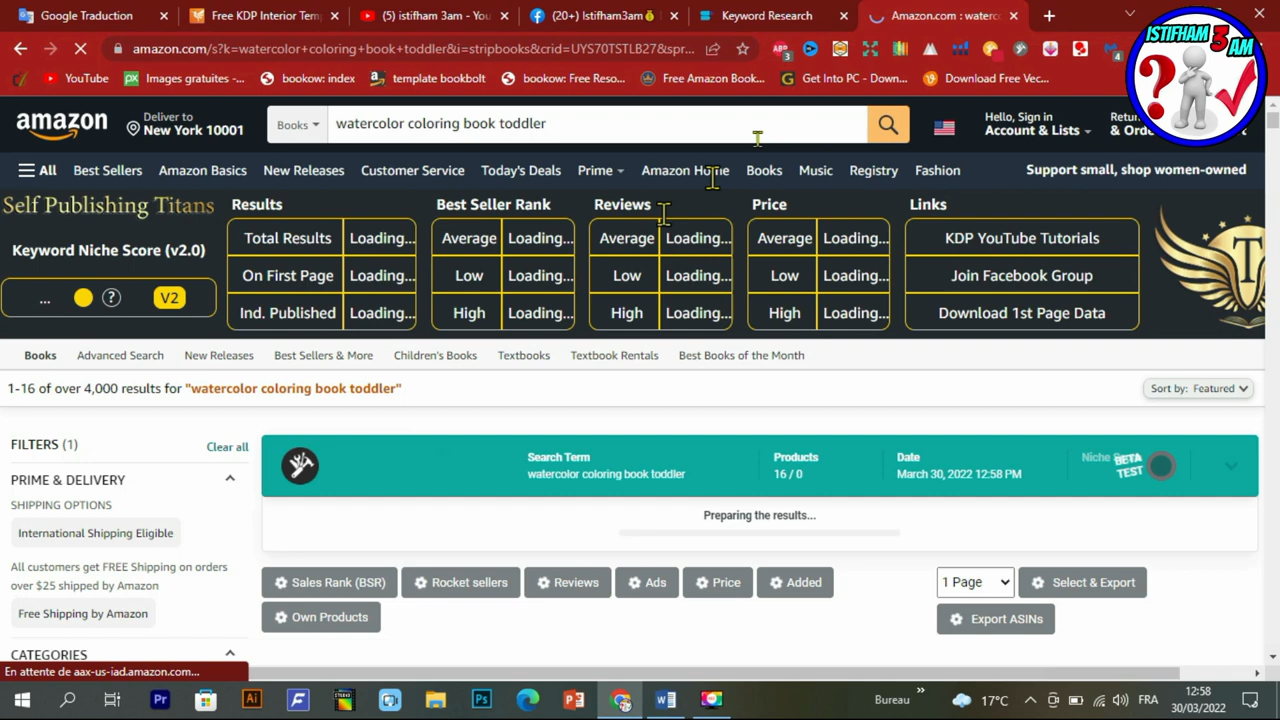 Google Traduction
Free KDP Interior Tem
(5) istifham 3am - You
(20+) Istifham3am💰
Keyword Research
Amazon.com : waterc
amazon.com/s?k=watercolor+coloring+book+toddler&i=stripbooks&crid=UYS70TSTLB27&spr...
3
4
YouTube
Images gratuites -...
bookow: index
template bookbolt
bookow: Free Reso...
Free Amazon Book...
Get Into PC - Down...
Download Free Vec...
ISTIFHAM 3 AM
amazon
Deliver to
New York 10001
Books
watercolor coloring book toddler
Hello, Sign in
Account & Lists
Retur
& Orde
All
Best Sellers
Amazon Basics
New Releases
Customer Service
Today's Deals
Prime
Amazon Home
Books
Music
Registry
Fashion
Support small, shop women-owned
Self Publishing Titans
Keyword Niche Score (v2.0)
...
?
V2
Results
Total Results Loading...
On First Page Loading...
Ind. Published Loading...
Best Seller Rank
Average Loading...
Low Loading...
High Loading...
Reviews
Average Loading...
Low Loading...
High Loading...
Price
Average Loading...
Low Loading...
High Loading...
Links
KDP YouTube Tutorials
Join Facebook Group
Download 1st Page Data
T
Books
Advanced Search
New Releases
Best Sellers & More
Children's Books
Textbooks
Textbook Rentals
Best Books of the Month
1-16 of over 4,000 results for "watercolor coloring book toddler"
Sort by: Featured
FILTERS (1)
Clear all
PRIME & DELIVERY
SHIPPING OPTIONS
International Shipping Eligible
All customers get FREE Shipping on orders
over $25 shipped by Amazon
Free Shipping by Amazon
CATEGORIES
Search Term
watercolor coloring book toddler
Products
16 / 0
Date
March 30, 2022 12:58 PM
Niche
BETA
TEST
Preparing the results...
Sales Rank (BSR)
Rocket sellers
Reviews
Ads
Price
Added
Own Products
1 Page
Select & Export
Export ASINs
En attente de aax-us-iad.amazon.com...
Pr
Ai
Ps
Bureau
17°C
FRA
12:58
30/03/2022